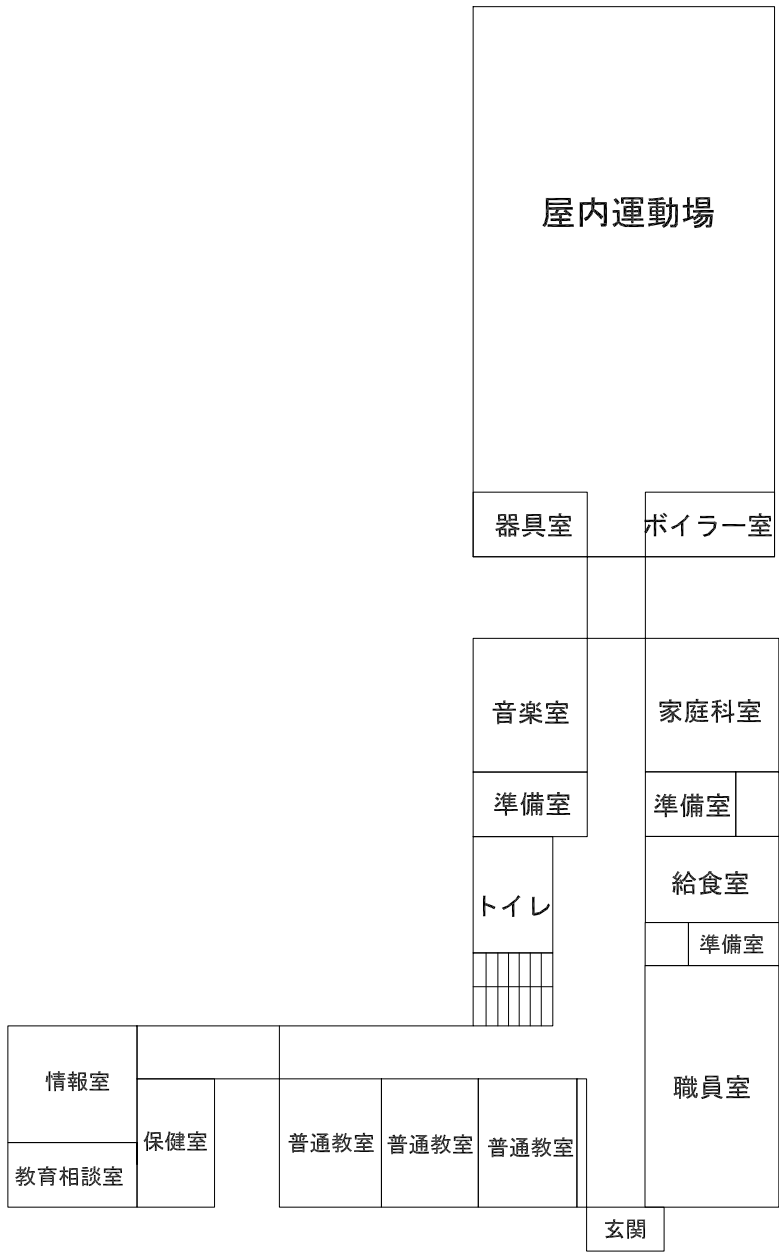 屋内運動場
器具室
ボイラー室
音楽室
家庭科室
準備室
準備室
トイレ
給食室
準備室
情報室
職員室
教育相談室
保健室
普通教室
普通教室
普通教室
玄関